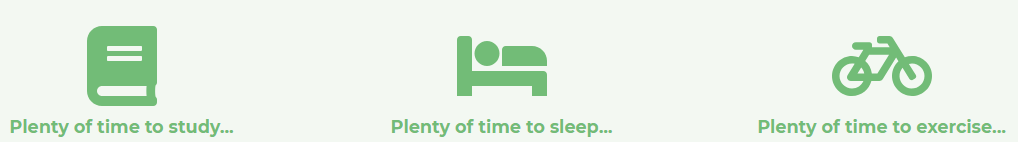 Plenty of time to study...
Plenty of time to sleep...
Plenty of time to exercise...